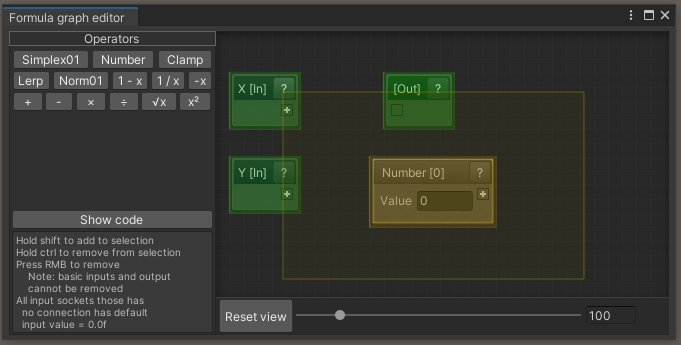 Formula graph editor
Operators
Simplex01 Number Clamp
Lerp Norm01 1 - x 1 / x -x
+ - × ÷ √x x²
Show code
Hold shift to add to selection
Hold ctrl to remove from selection
Press RMB to remove
Note: basic inputs and output
cannot be removed
All input sockets those has
no connection has default
input value = 0.0f
X [In] ?
[Out] ?
Y [In] ?
Number [0] ?
Value 0
Reset view 100